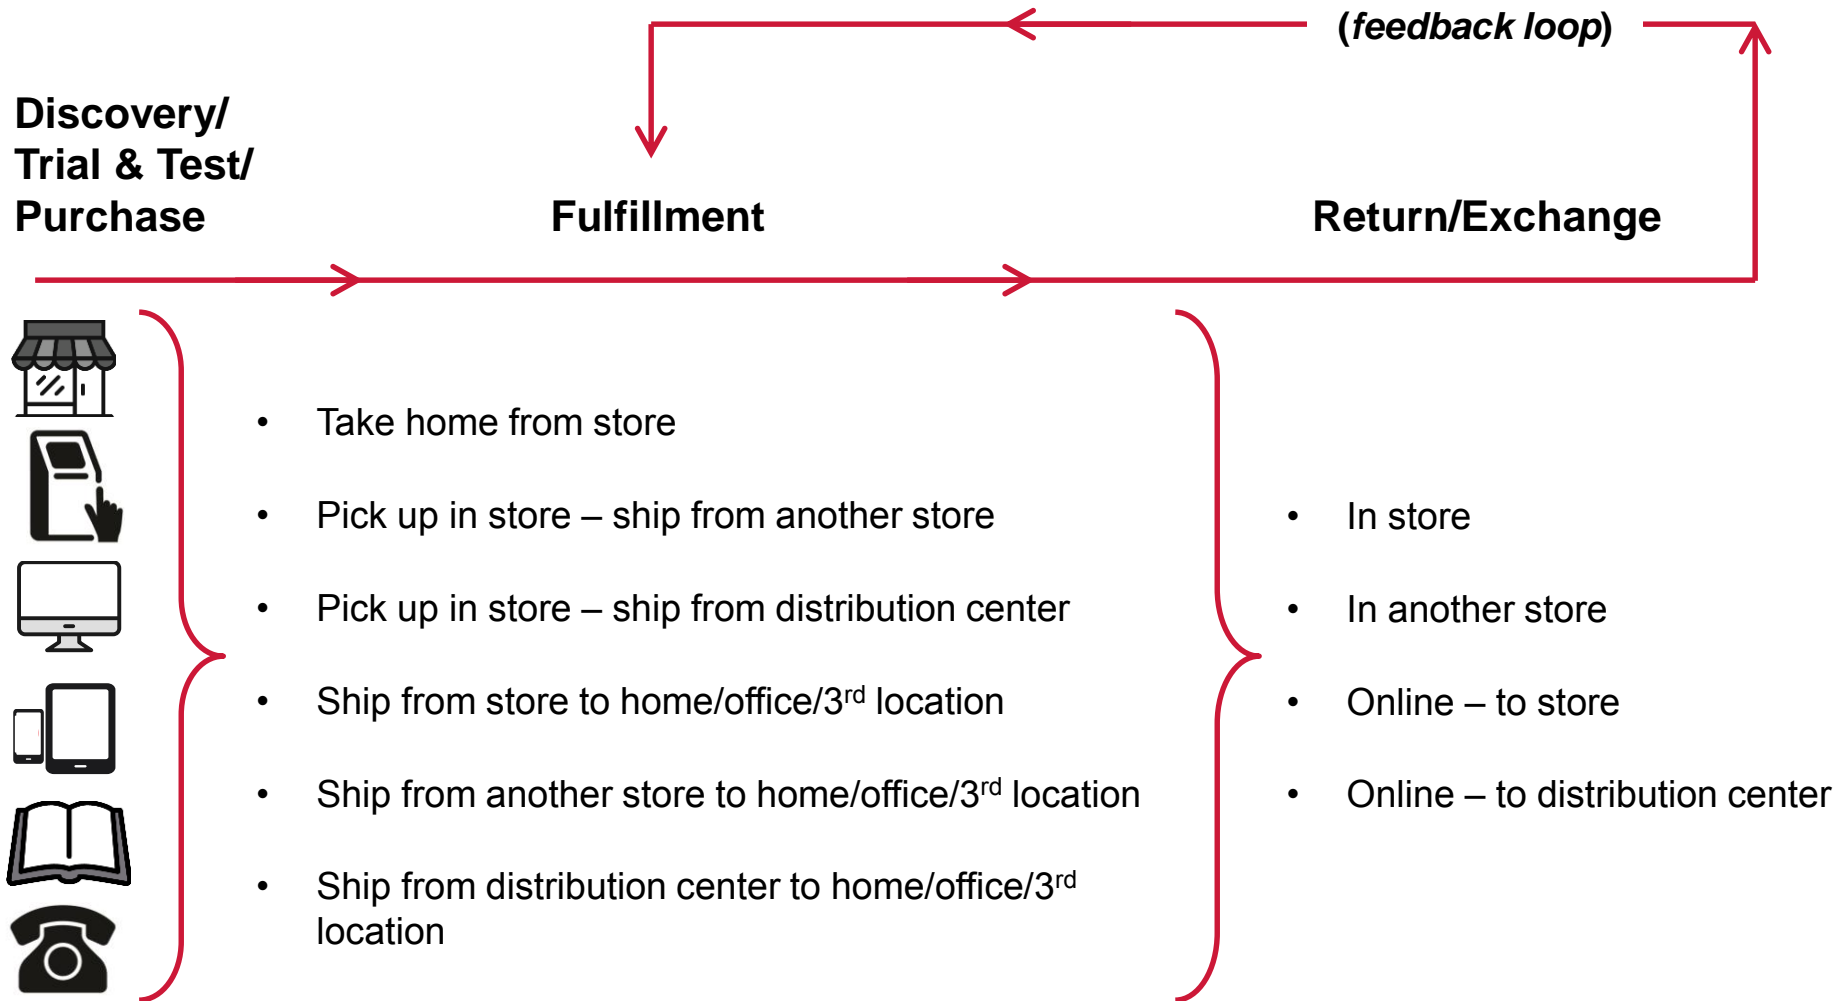 (feedback loop)
Discovery/
Trial & Test/
Purchase
Fulfillment
Return/Exchange
• Take home from store
• Pick up in store – ship from another store
• Pick up in store – ship from distribution center
• Ship from store to home/office/3rd location
• Ship from another store to home/office/3rd location
• Ship from distribution center to home/office/3rd
location
• In store
• In another store
• Online – to store
• Online – to distribution center